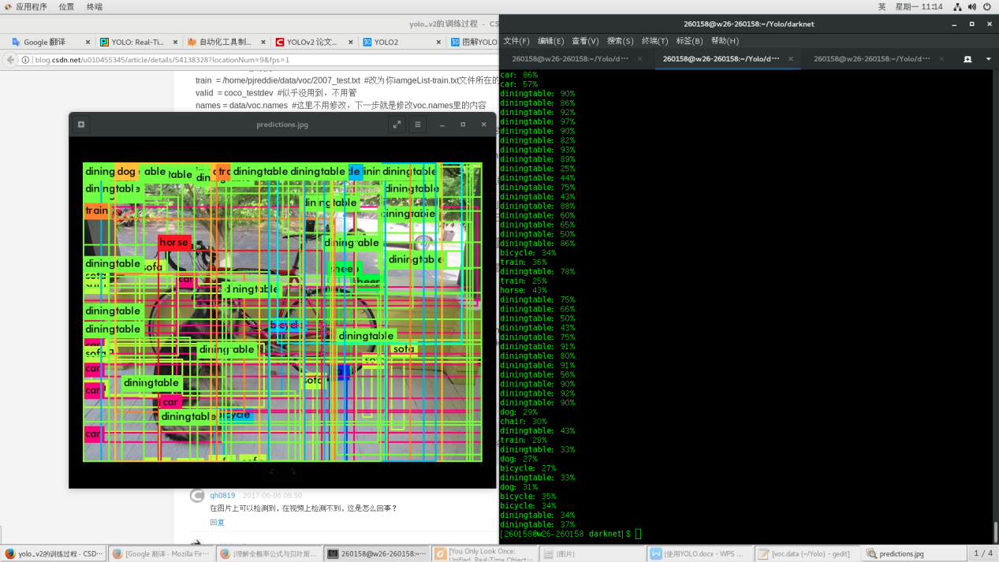 应用程序 位置 终端
英 星期一 11:14
yolo_v2的训练过程 - CS
Google 翻译
YOLO: Real-Ti…
自动化工具制…
YOLOv2 论文…
YOLO2
图解YOLO
blog.csdn.net/u010455345/article/details/54138328?locationNum=9&fps=1
train = /home/pjreddie/data/voc/2007_test.txt #改为你iamgeList-train.txt文件所在的
valid = coco_testdev #似乎没用到，不用管
names = data/voc.names #这里不用修改，下一步就是修改voc.names里的内容
predictions.jpg
dining dog able table diningtable diningtable diningtable
diningtable diningtable
diningtable
train diningtable
horse diningtable
diningtable sofa diningtable
sofa car sheep
diningtable
diningtable
diningtable bicycle
diningtable
diningtable sofa
sofa
car
diningtable sofa
car
car
diningtable bicycle
car
sofa
qh0819 2017-06-06 09:50
在图片上可以检测到，在视频上检测不到，这是怎么回事？
回复
260158@w26-260158:~/Yolo/darknet
文件(F) 编辑(E) 查看(V) 搜索(S) 终端(T) 标签(B) 帮助(H)
260158@w26-260158:~/Yolo/d… 260158@w26-260158:~/Yolo/d… 260158@w26-260158:~/Yolo/d…
car: 86%
car: 57%
diningtable: 90%
diningtable: 86%
diningtable: 92%
diningtable: 97%
diningtable: 90%
diningtable: 82%
diningtable: 93%
diningtable: 89%
diningtable: 25%
diningtable: 44%
diningtable: 75%
diningtable: 43%
diningtable: 88%
diningtable: 60%
diningtable: 65%
diningtable: 50%
diningtable: 86%
bicycle: 34%
train: 36%
diningtable: 78%
train: 25%
horse: 43%
diningtable: 75%
diningtable: 66%
diningtable: 50%
diningtable: 43%
diningtable: 75%
diningtable: 91%
diningtable: 80%
diningtable: 91%
diningtable: 56%
diningtable: 90%
diningtable: 92%
diningtable: 90%
dog: 29%
chair: 30%
diningtable: 43%
train: 28%
diningtable: 33%
dog: 27%
bicycle: 27%
diningtable: 33%
dog: 31%
bicycle: 35%
bicycle: 34%
diningtable: 34%
diningtable: 37%
[260158@w26-260158 darknet]$
yolo_v2的训练过程 - CSD…
[Google 翻译 - Mozilla Fir…
[理解全概率公式与贝叶斯…
260158@w26-260158:~…
[You Only Look Once: Unified, Real-Time Object…
[图片]
[使用YOLO.docx - WPS …
[voc.data (~/Yolo) - gedit]
predictions.jpg
1 / 4